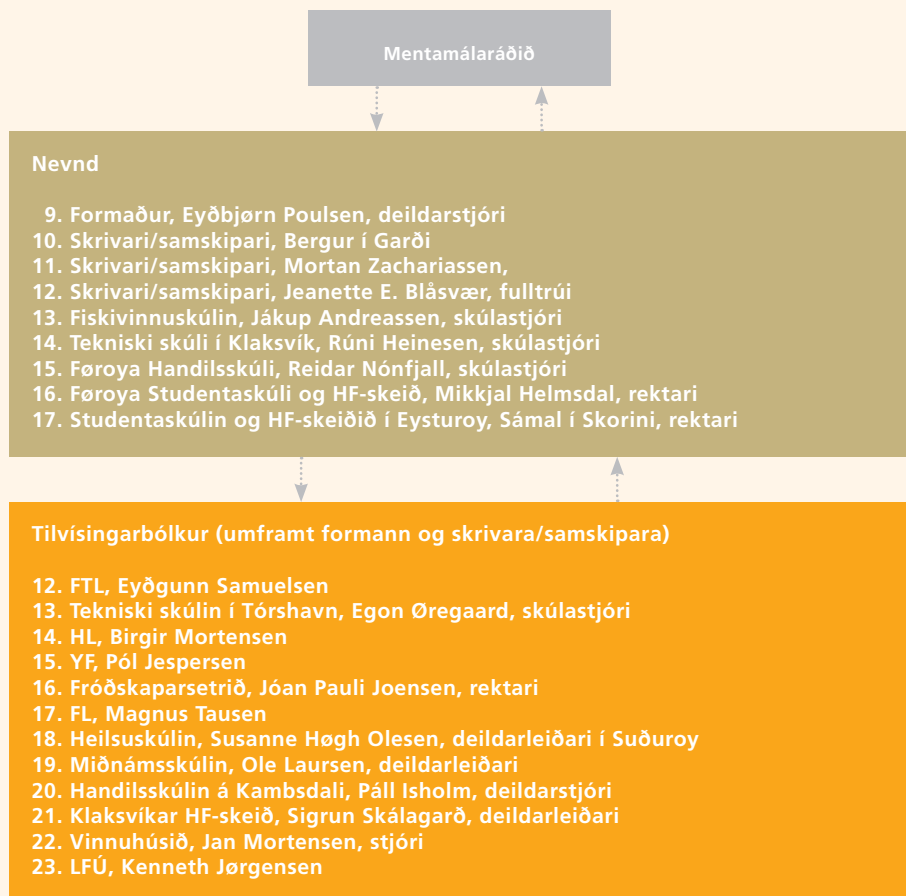 Mentamálaráðið
Nevnd
9. Formaður, Eyðbjørn Poulsen, deildarstjóri
10. Skrivari/samskipari, Bergur í Garði
11. Skrivari/samskipari, Mortan Zachariassen,
12. Skrivari/samskipari, Jeanette E. Blåsvær, fulltrúi
13. Fiskivinnuskúlin, Jákup Andreassen, skúlastjóri
14. Tekniski skúli í Klaksvík, Rúni Heinesen, skúlastjóri
15. Føroya Handilsskúli, Reidar Nónfjall, skúlastjóri
16. Føroya Studentaskúli og HF-skeið, Mikkjal Helmsdal, rektari
17. Studentaskúlin og HF-skeiðið í Eysturoy, Sámal í Skorini, rektari
Tilvísingarbólkur (umframt formann og skrivara/samskipara)
12. FTL, Eyðgunn Samuelsen
13. Tekniski skúlin í Tórshavn, Egon Øregaard, skúlastjóri
14. HL, Birgir Mortensen
15. YF, Pól Jespersen
16. Fróðskaparsetrið, Jóan Pauli Joensen, rektari
17. FL, Magnus Tausen
18. Heilsuskúlin, Susanne Høgh Olesen, deildarleiðari í Suðuroy
19. Miðnámsskúlin, Ole Laursen, deildarleiðari
20. Handilsskúlin á Kambsdali, Páll Isholm, deildarstjóri
21. Klaksvíkar HF-skeið, Sigrun Skálagarð, deildarleiðari
22. Vinnuhúsið, Jan Mortensen, stjóri
23. LFÚ, Kenneth Jørgensen